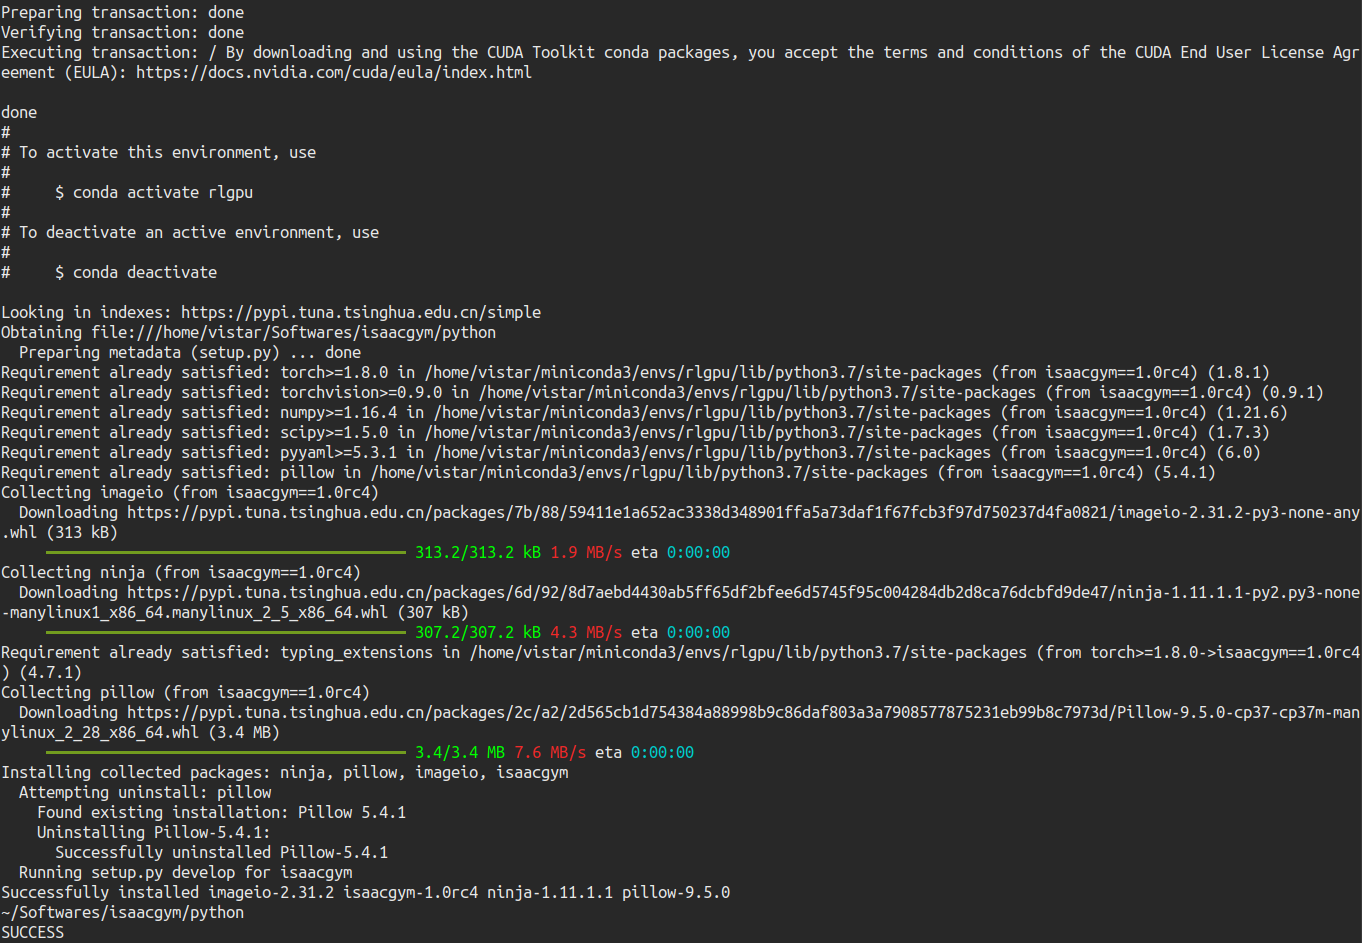 Preparing transaction: done
Verifying transaction: done
Executing transaction: / By downloading and using the CUDA Toolkit conda packages, you accept the terms and conditions of the CUDA End User License Agr
eement (EULA): https://docs.nvidia.com/cuda/eula/index.html
done
#
# To activate this environment, use
#
#     $ conda activate rlgpu
#
# To deactivate an active environment, use
#
#     $ conda deactivate
Looking in indexes: https://pypi.tuna.tsinghua.edu.cn/simple
Obtaining file:///home/vistar/Softwares/isaacgym/python
  Preparing metadata (setup.py) ... done
Requirement already satisfied: torch>=1.8.0 in /home/vistar/miniconda3/envs/rlgpu/lib/python3.7/site-packages (from isaacgym==1.0rc4) (1.8.1)
Requirement already satisfied: torchvision>=0.9.0 in /home/vistar/miniconda3/envs/rlgpu/lib/python3.7/site-packages (from isaacgym==1.0rc4) (0.9.1)
Requirement already satisfied: numpy>=1.16.4 in /home/vistar/miniconda3/envs/rlgpu/lib/python3.7/site-packages (from isaacgym==1.0rc4) (1.21.6)
Requirement already satisfied: scipy>=1.5.0 in /home/vistar/miniconda3/envs/rlgpu/lib/python3.7/site-packages (from isaacgym==1.0rc4) (1.7.3)
Requirement already satisfied: pyyaml>=5.3.1 in /home/vistar/miniconda3/envs/rlgpu/lib/python3.7/site-packages (from isaacgym==1.0rc4) (6.0)
Requirement already satisfied: pillow in /home/vistar/miniconda3/envs/rlgpu/lib/python3.7/site-packages (from isaacgym==1.0rc4) (5.4.1)
Collecting imageio (from isaacgym==1.0rc4)
  Downloading https://pypi.tuna.tsinghua.edu.cn/packages/7b/88/59411e1a652ac3338d348901ffa5a73daf1f67fcb3f97d750237d4fa0821/imageio-2.31.2-py3-none-any
.whl (313 kB)
313.2/313.2 kB 1.9 MB/s eta 0:00:00
Collecting ninja (from isaacgym==1.0rc4)
  Downloading https://pypi.tuna.tsinghua.edu.cn/packages/6d/92/8d7aebd4430ab5ff65df2bfee6d5745f95c004284db2d8ca76dcbfd9de47/ninja-1.11.1.1-py2.py3-none
-manylinux1_x86_64.manylinux_2_5_x86_64.whl (307 kB)
307.2/307.2 kB 4.3 MB/s eta 0:00:00
Requirement already satisfied: typing_extensions in /home/vistar/miniconda3/envs/rlgpu/lib/python3.7/site-packages (from torch>=1.8.0->isaacgym==1.0rc4
) (4.7.1)
Collecting pillow (from isaacgym==1.0rc4)
  Downloading https://pypi.tuna.tsinghua.edu.cn/packages/2c/a2/2d565cb1d754384a88998b9c86daf803a3a7908577875231eb99b8c7973d/Pillow-9.5.0-cp37-cp37m-man
ylinux_2_28_x86_64.whl (3.4 MB)
3.4/3.4 MB 7.6 MB/s eta 0:00:00
Installing collected packages: ninja, pillow, imageio, isaacgym
  Attempting uninstall: pillow
    Found existing installation: Pillow 5.4.1
    Uninstalling Pillow-5.4.1:
      Successfully uninstalled Pillow-5.4.1
  Running setup.py develop for isaacgym
Successfully installed imageio-2.31.2 isaacgym-1.0rc4 ninja-1.11.1.1 pillow-9.5.0
~/Softwares/isaacgym/python
SUCCESS